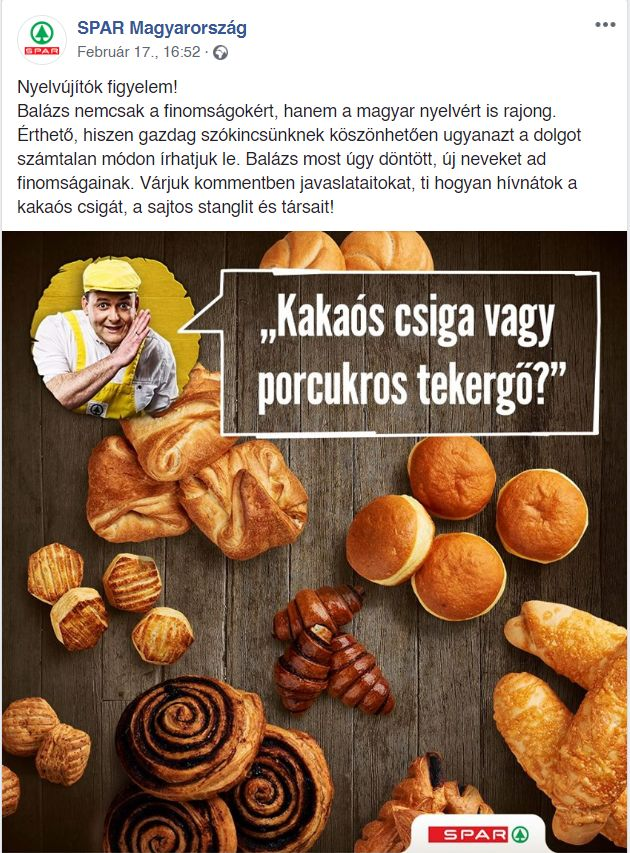 SPAR Magyarország
SPAR
Február 17., 16:52 ·
Nyelvújítók figyelem!
Balázs nemcsak a finomságokért, hanem a magyar nyelvért is rajong.
Érthető, hiszen gazdag szókincsünknek köszönhetően ugyanazt a dolgot
számtalan módon írhatjuk le. Balázs most úgy döntött, új neveket ad
finomságainak. Várjuk kommentben javaslataitokat, ti hogyan hívnátok a
kakaós csigát, a sajtos stanglit és társait!
„Kakaós csiga vagy
porcukros tekergő?”
SPAR